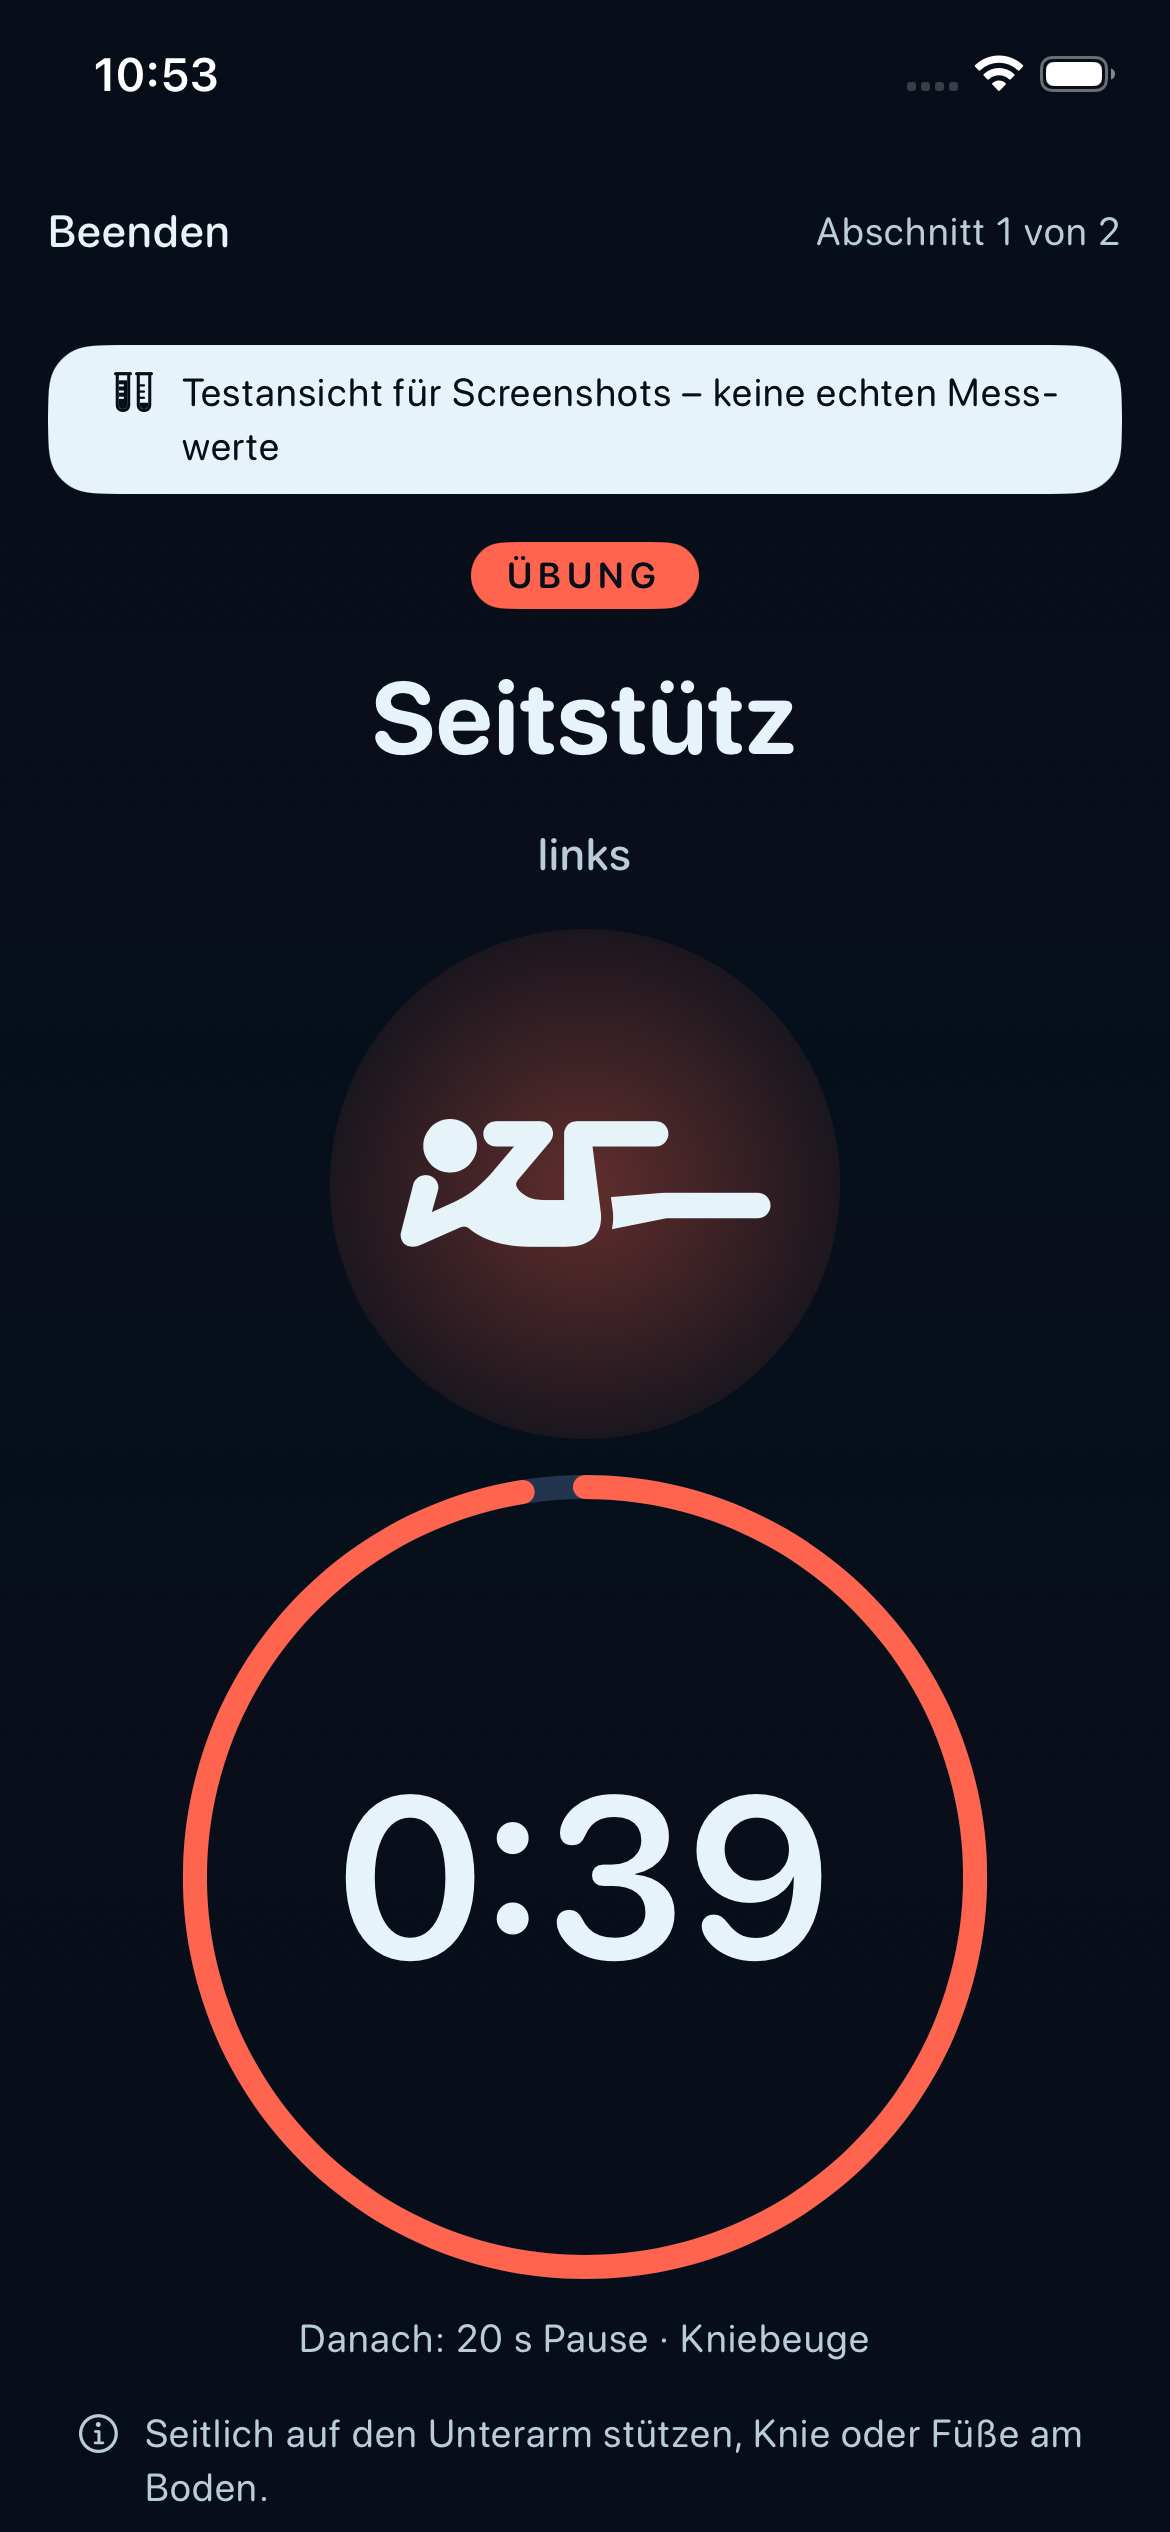 10:53
Beenden
Abschnitt 1 von 2
Testansicht für Screenshots – keine echten Mess-
werte
ÜBUNG
Seitstütz
links
0:39
Danach: 20 s Pause · Kniebeuge
Seitlich auf den Unterarm stützen, Knie oder Füße am
Boden.